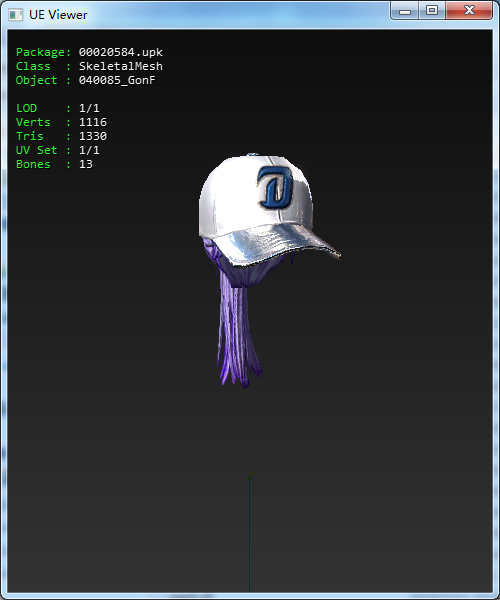 UE Viewer
Package: 00020584.upk
Class  : SkeletalMesh
Object : 040085_GonF
LOD    : 1/1
Verts  : 1116
Tris   : 1330
UV Set : 1/1
Bones  : 13
D